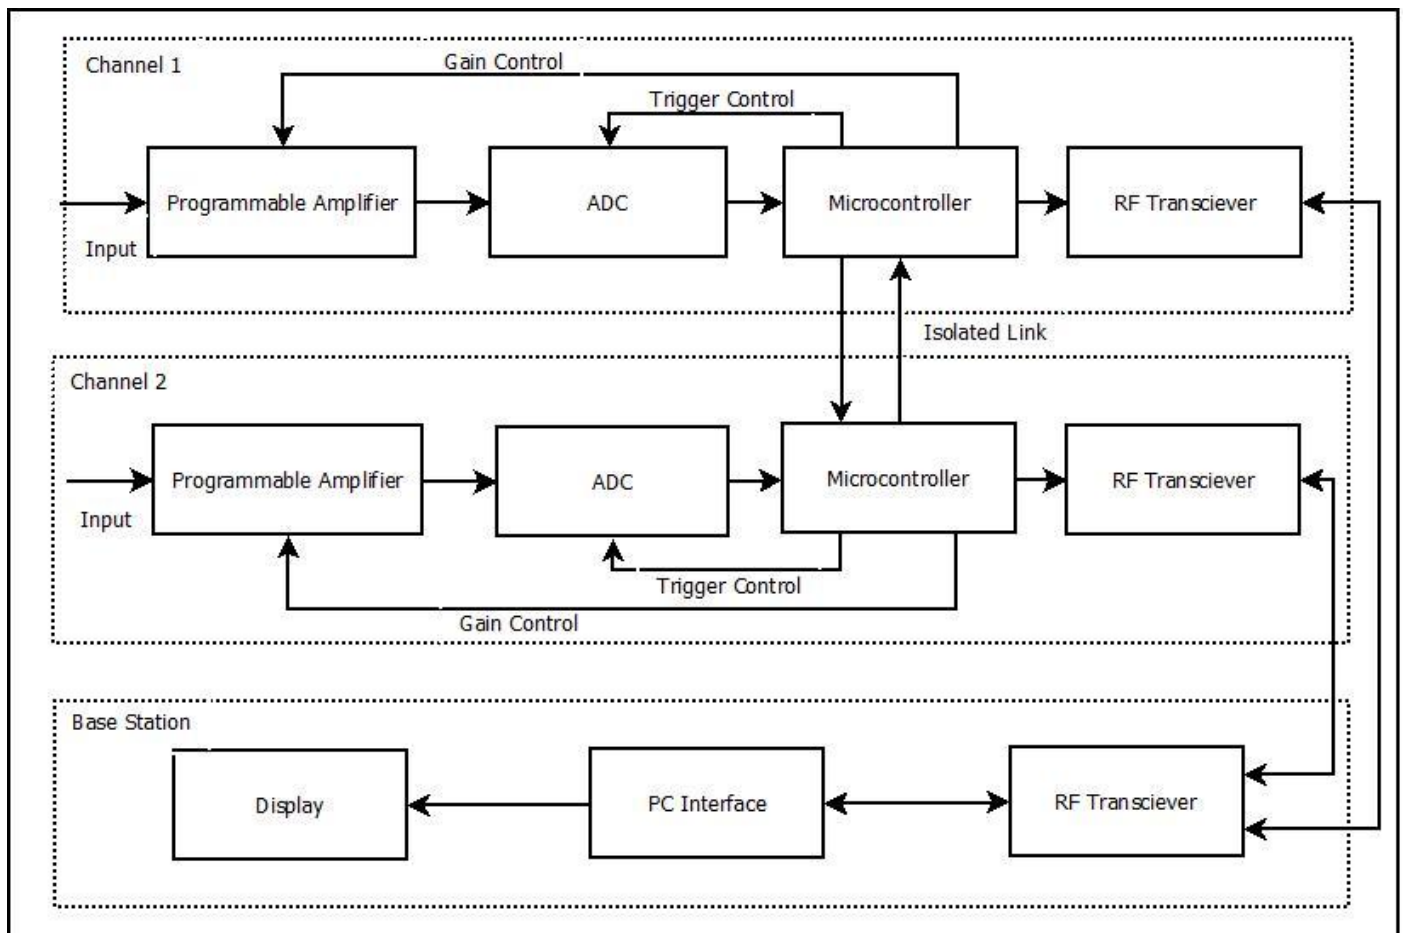 Channel 1
Gain Control
Trigger Control
Programmable Amplifier
ADC
Microcontroller
RF Transciever
Input
Isolated Link
Channel 2
Programmable Amplifier
ADC
Microcontroller
RF Transciever
Input
Trigger Control
Gain Control
Base Station
Display
PC Interface
RF Transciever